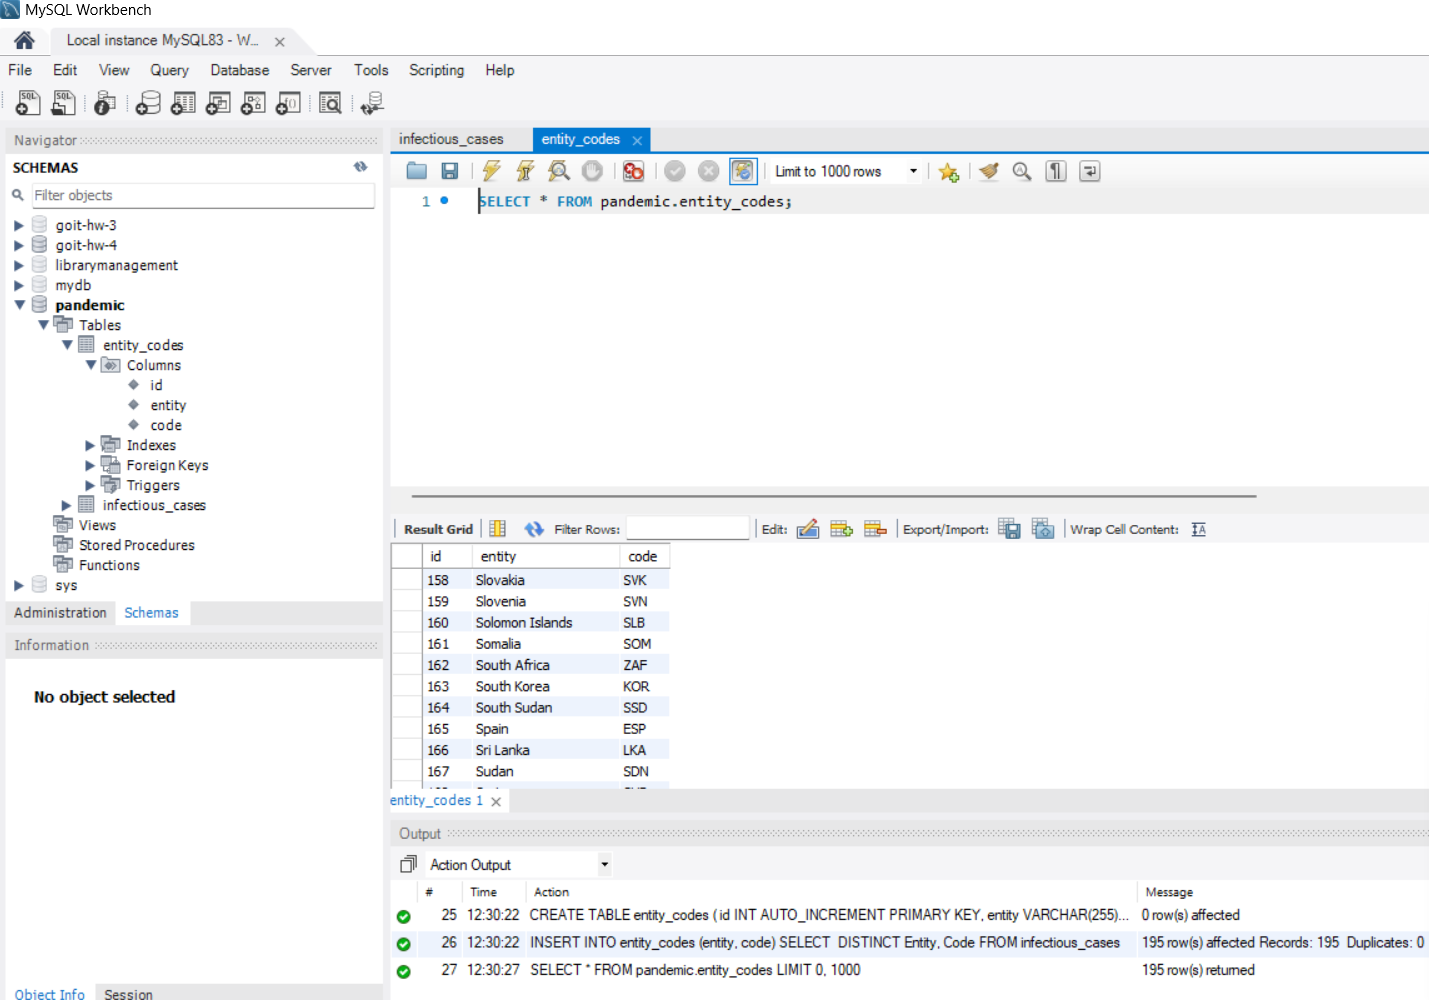 MySQL Workbench
Local instance MySQL83 - W...
File Edit View Query Database Server Tools Scripting Help
Navigator
SCHEMAS
Filter objects
goit-hw-3
goit-hw-4
librarymanagement
mydb
pandemic
Tables
entity_codes
Columns
id
entity
code
Indexes
Foreign Keys
Triggers
infectious_cases
Views
Stored Procedures
Functions
sys
Administration Schemas
Information
No object selected
Object Info Session
infectious_cases entity_codes
Limit to 1000 rows
1 SELECT * FROM pandemic.entity_codes;
Result Grid Filter Rows: Edit: Export/Import: Wrap Cell Content:
id entity code
158 Slovakia SVK
159 Slovenia SVN
160 Solomon Islands SLB
161 Somalia SOM
162 South Africa ZAF
163 South Korea KOR
164 South Sudan SSD
165 Spain ESP
166 Sri Lanka LKA
167 Sudan SDN
entity_codes 1
Output
Action Output
# Time Action Message
25 12:30:22 CREATE TABLE entity_codes ( id INT AUTO_INCREMENT PRIMARY KEY, entity VARCHAR(255)... 0 row(s) affected
26 12:30:22 INSERT INTO entity_codes (entity, code) SELECT DISTINCT Entity, Code FROM infectious_cases 195 row(s) affected Records: 195 Duplicates: 0
27 12:30:27 SELECT * FROM pandemic.entity_codes LIMIT 0, 1000 195 row(s) returned